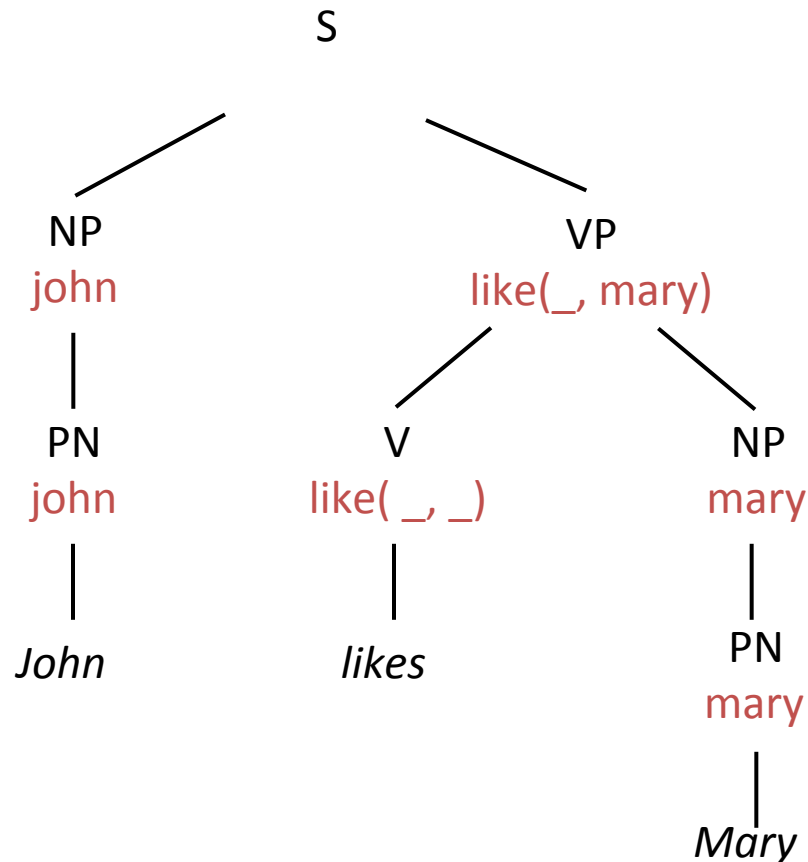 S
NP VP
john like(_, mary)
PN V NP
john like( _, _) mary
John likes PN
mary
Mary